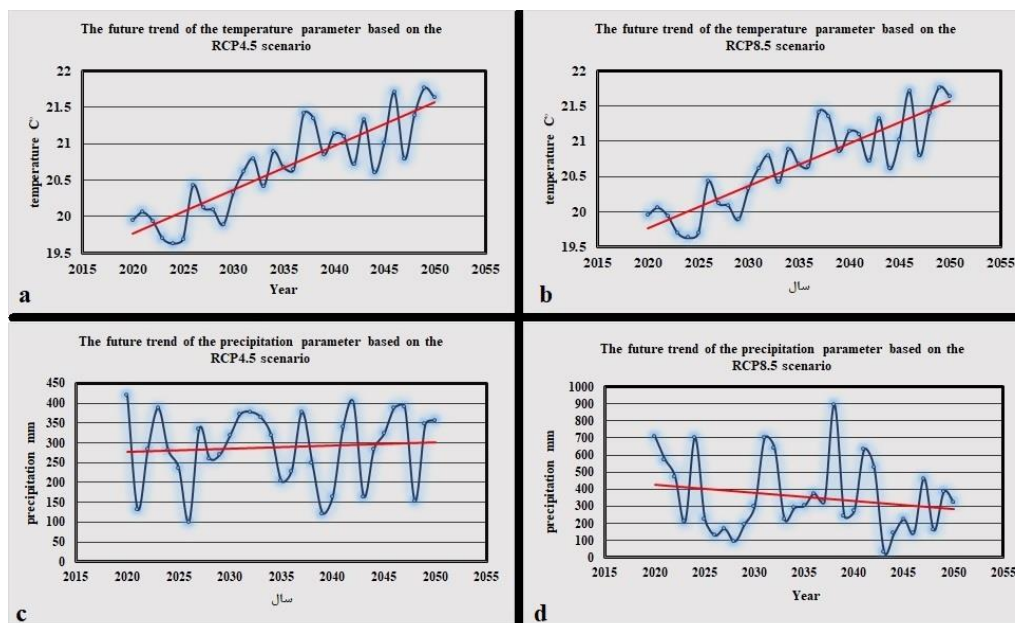 The future trend of the temperature parameter based on the
RCP4.5 scenario
22
21.5
21
20.5
20
19.5
temperature C°
2015 2020 2025 2030 2035 2040 2045 2050 2055
Year
a
The future trend of the temperature parameter based on the
RCP8.5 scenario
22
21.5
21
20.5
20
19.5
temperature C°
2015 2020 2025 2030 2035 2040 2045 2050 2055
سال
b
The future trend of the precipitation parameter based on the
RCP4.5 scenario
450
400
350
300
250
200
150
100
50
0
precipitation mm
2015 2020 2025 2030 2035 2040 2045 2050 2055
سال
c
The future trend of the precipitation parameter based on the
RCP8.5 scenario
1000
900
800
700
600
500
400
300
200
100
0
precipitation mm
2015 2020 2025 2030 2035 2040 2045 2050 2055
Year
d